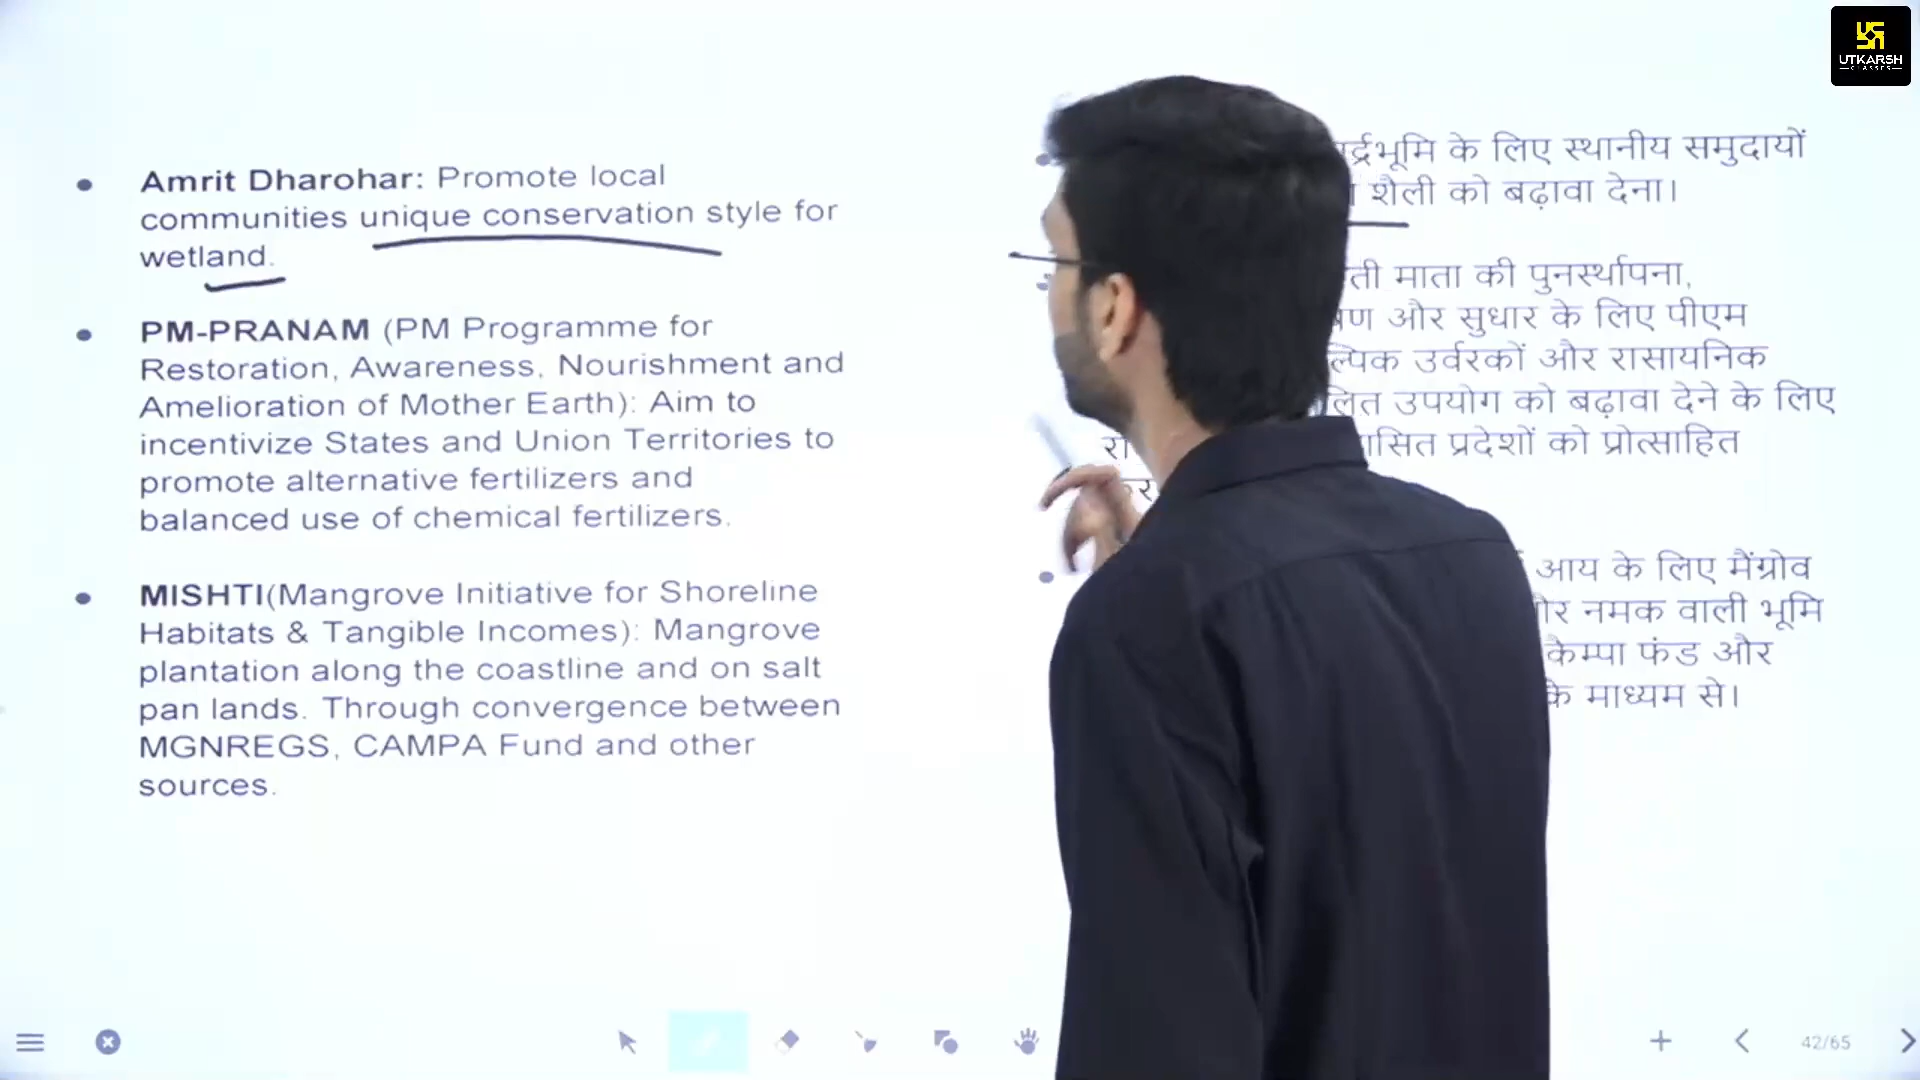 UTKARSH
CLASSES
Amrit Dharohar: Promote local
communities unique conservation style for
wetland.
PM-PRANAM (PM Programme for
Restoration, Awareness, Nourishment and
Amelioration of Mother Earth): Aim to
incentivize States and Union Territories to
promote alternative fertilizers and
balanced use of chemical fertilizers.
MISHTI(Mangrove Initiative for Shoreline
Habitats & Tangible Incomes): Mangrove
plantation along the coastline and on salt
pan lands. Through convergence between
MGNREGS, CAMPA Fund and other
sources.
के लिए स्थानीय समुदायों
शैली को बढ़ावा देना।
माता की पुनर्स्थापना,
और सुधार के लिए पीएम
उर्वरकों और रासायनिक
उपयोग को बढ़ावा देने के लिए
प्रदेशों को प्रोत्साहित
आय के लिए मैंग्रोव
नमक वाली भूमि
कैम्पा फंड और
के माध्यम से।
42/65